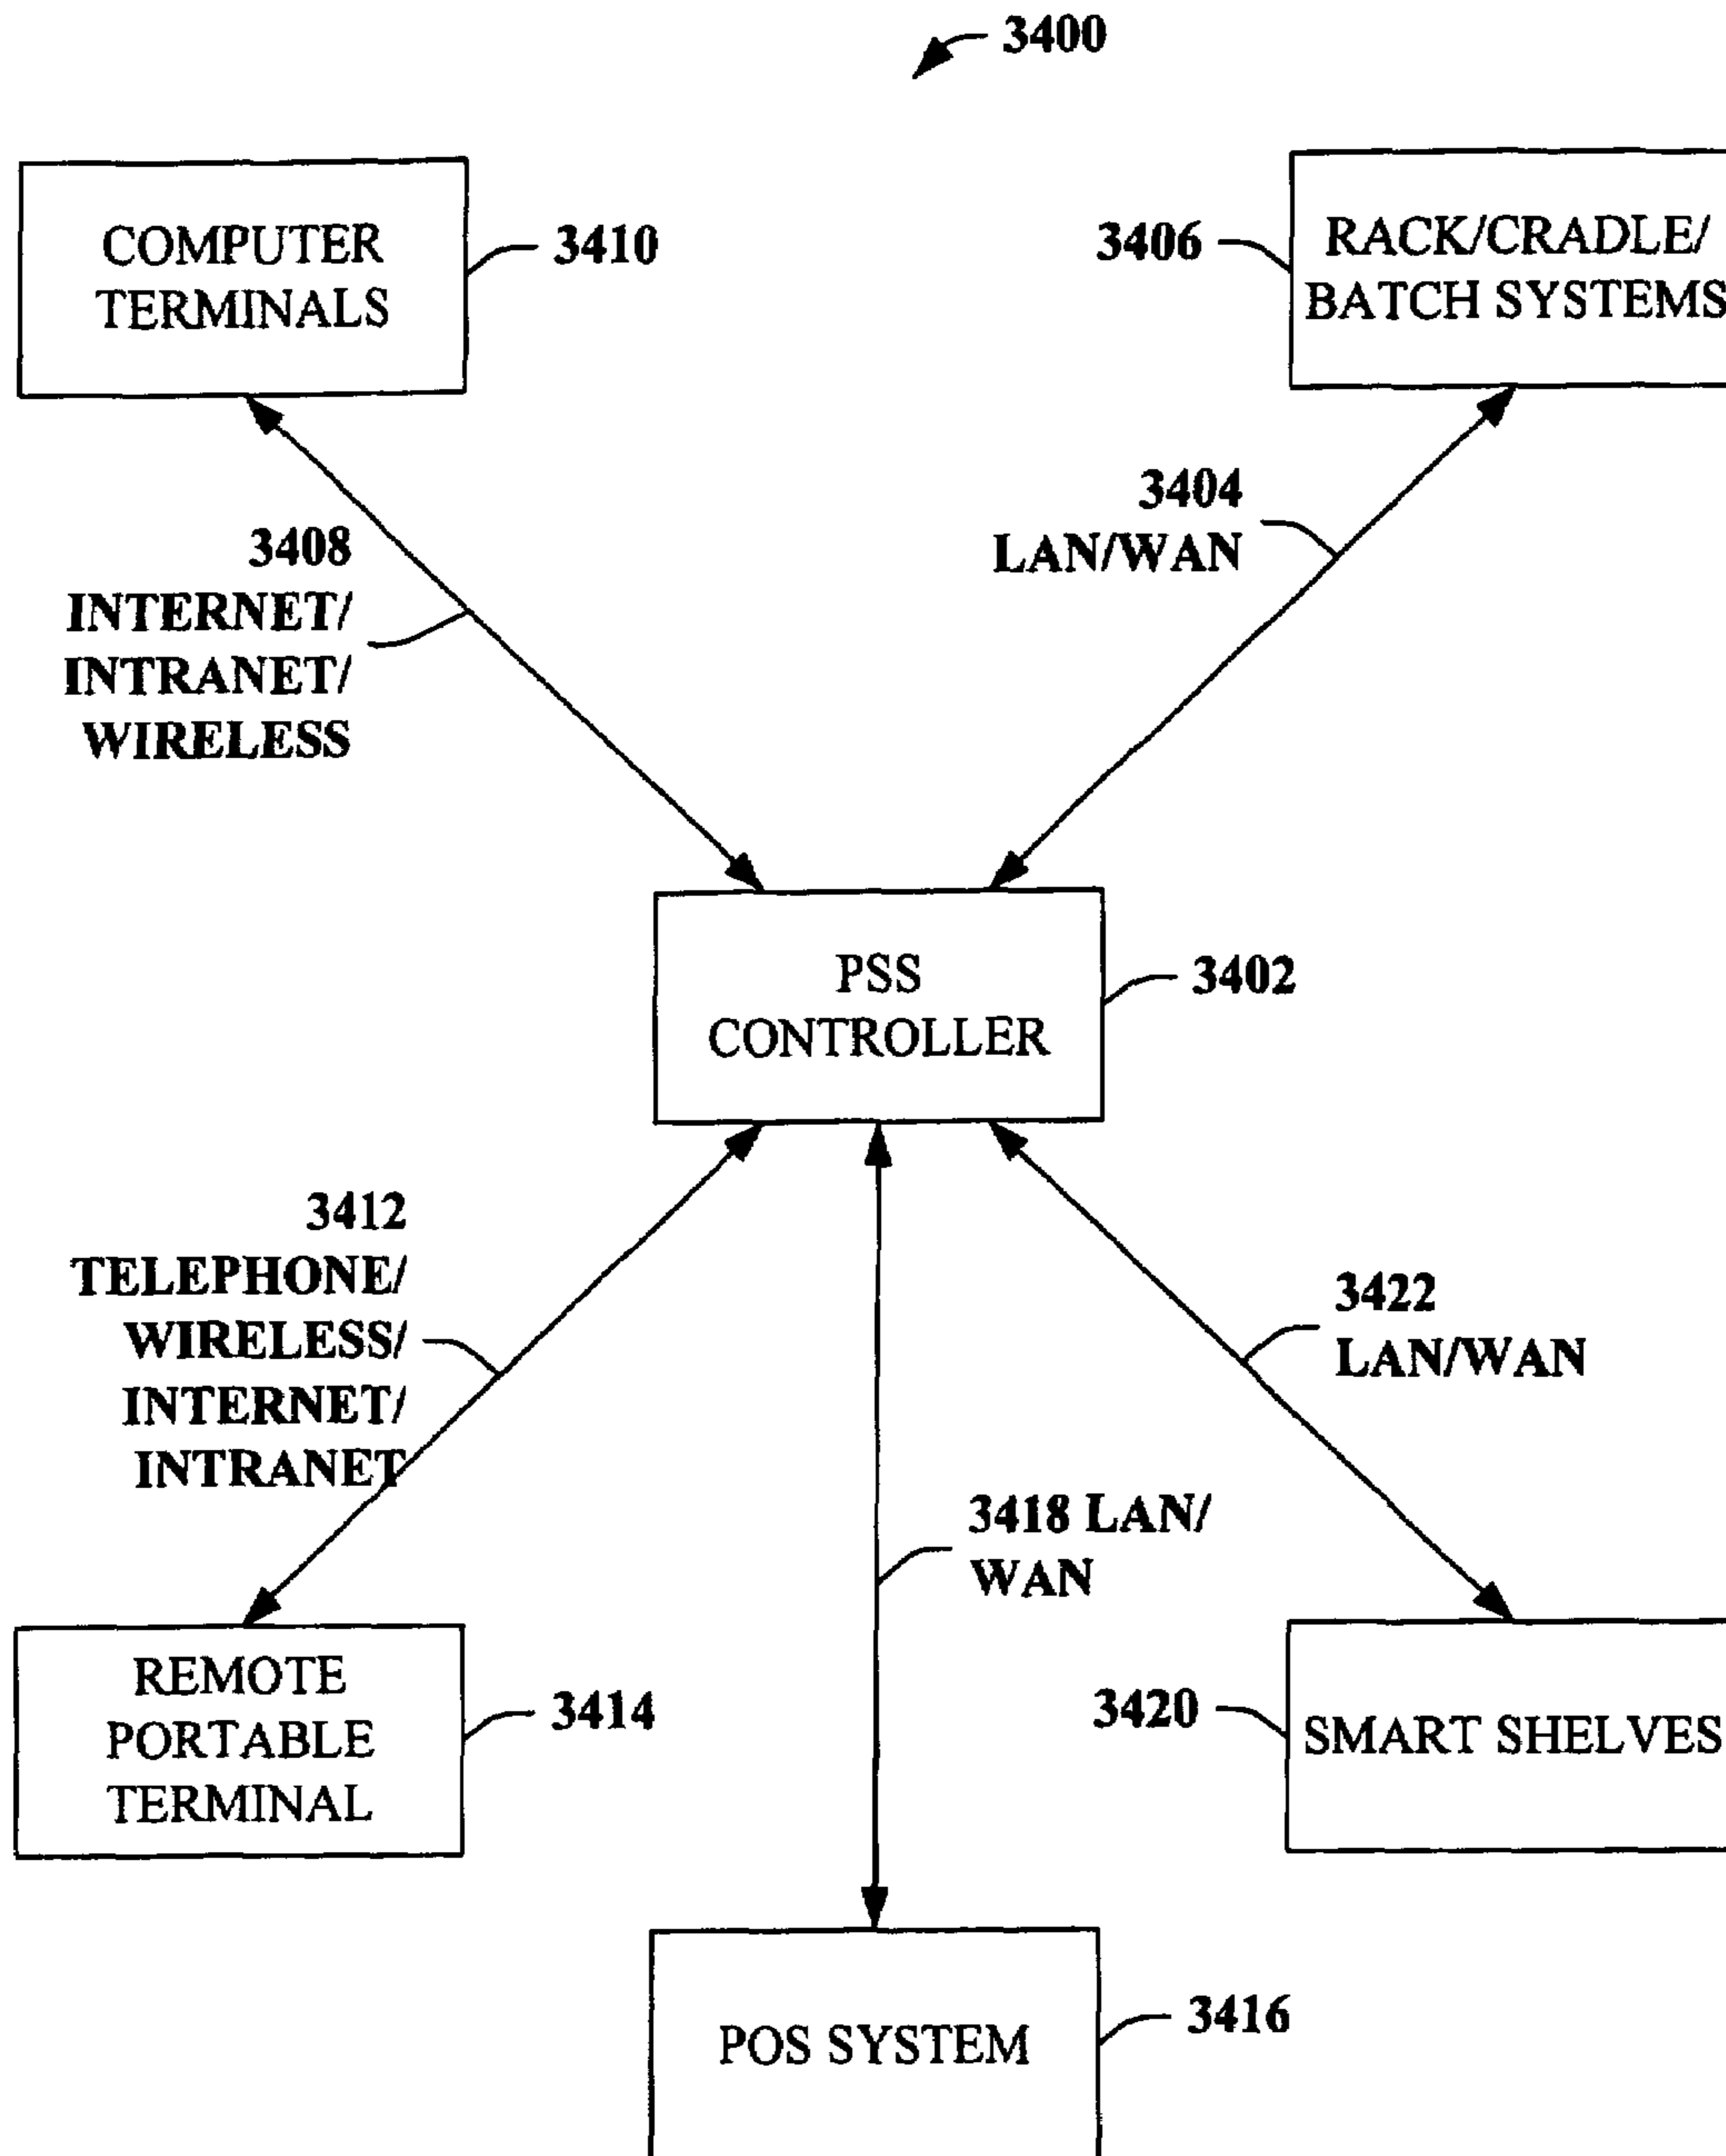 3400
COMPUTER
TERMINALS
3410
3406
RACK/CRADLE/
BATCH SYSTEMS
3404
LAN/WAN
3408
INTERNET/
INTRANET/
WIRELESS
PSS
CONTROLLER
3402
3412
TELEPHONE/
WIRELESS/
INTERNET/
INTRANET
3422
LAN/WAN
3418 LAN/
WAN
REMOTE
PORTABLE
TERMINAL
3414
3420
SMART SHELVES
POS SYSTEM
3416